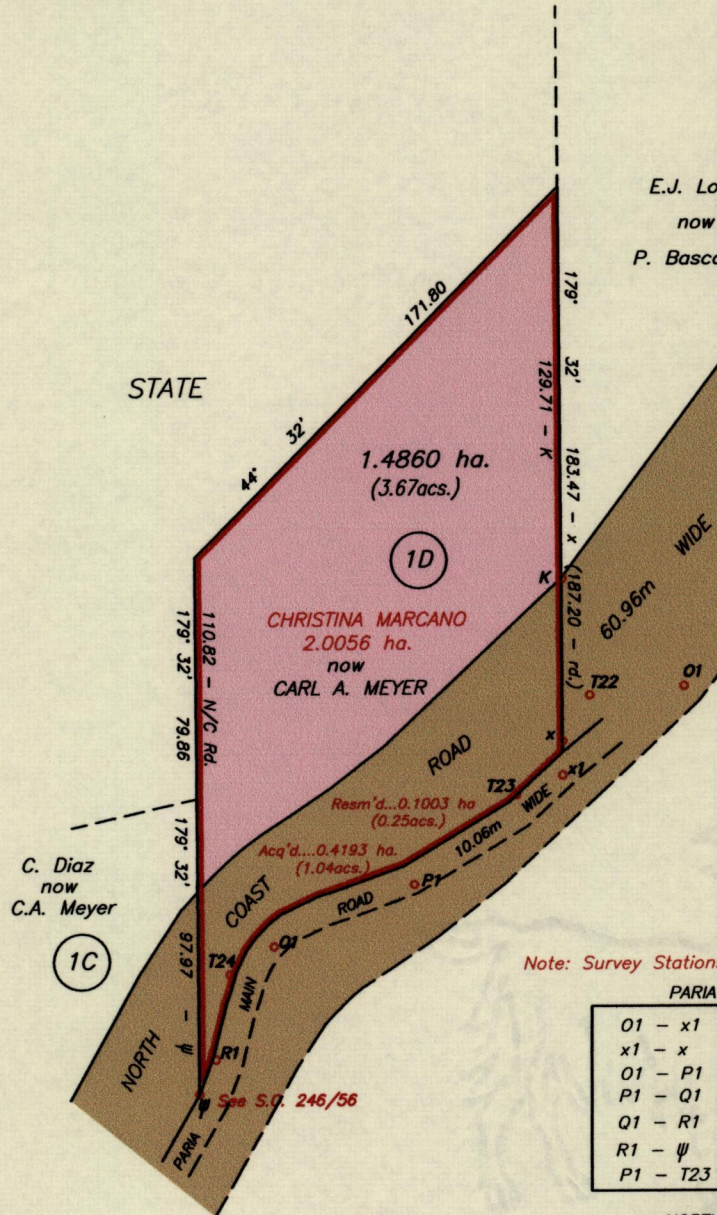 E.J.
now
P.
STATE
171.80
44° 32'
179° 32'
129.71 - K
183.47 - x
(187.20 - rd.)
1.4860 ha.
(3.67acs.)
1D
K
CHRISTINA MARCANO
2.0056 ha.
now
CARL A. MEYER
110.82 - N/C Rd.
179° 32' 79.86
60.96m WIDE
O1
T22
x
x1
ROAD
T23
Resm'd...0.1003 ha
(0.25acs.)
WIDE
10.06m
Acq'd....0.4193 ha.
(1.04acs.)
179° 32' 97.97 - ψ
C. Diaz
now
C.A. Meyer
1C
P1
ROAD
COAST
Q1
T24
MAIN
Note: Survey Stations
PARIA
NORTH
R1
ψ
See S.O. 246/56
PARIA
O1 - x1
x1 - x
O1 - P1
P1 - Q1
Q1 - R1
R1 - ψ
P1 - T23